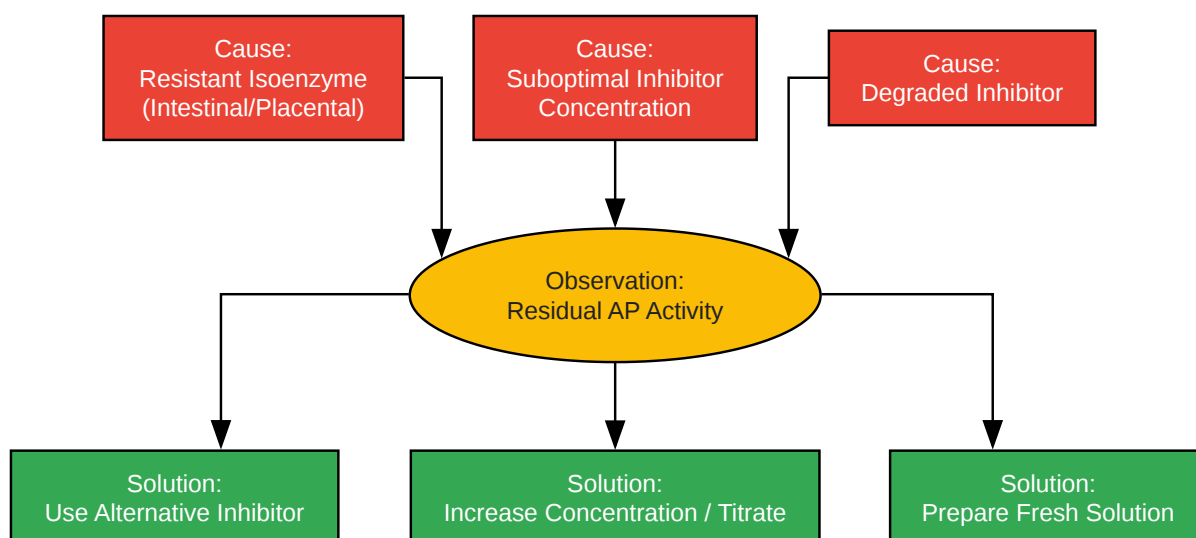 Cause:
Resistant Isoenzyme
(Intestinal/Placental)
Cause:
Suboptimal Inhibitor
Concentration
Cause:
Degraded Inhibitor
Observation:
Residual AP Activity
Solution:
Use Alternative Inhibitor
Solution:
Increase Concentration / Titrate
Solution:
Prepare Fresh Solution